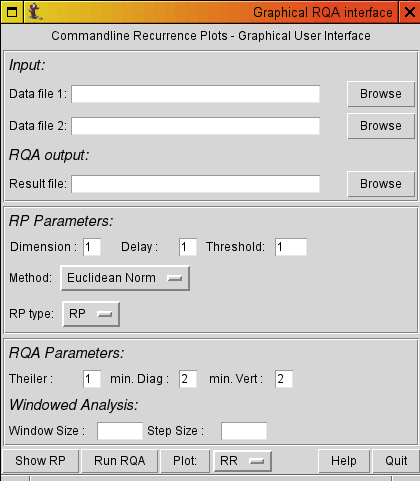 Graphical RQA interface
Commandline Recurrence Plots - Graphical User Interface
Input:
Data file 1: Browse
Data file 2: Browse
RQA output:
Result file: Browse
RP Parameters:
Dimension : 1 Delay : 1 Threshold: 1
Method: Euclidean Norm
RP type: RP
RQA Parameters:
Theiler : 1 min. Diag : 2 min. Vert : 2
Windowed Analysis:
Window Size : Step Size :
Show RP Run RQA Plot: RR Help Quit